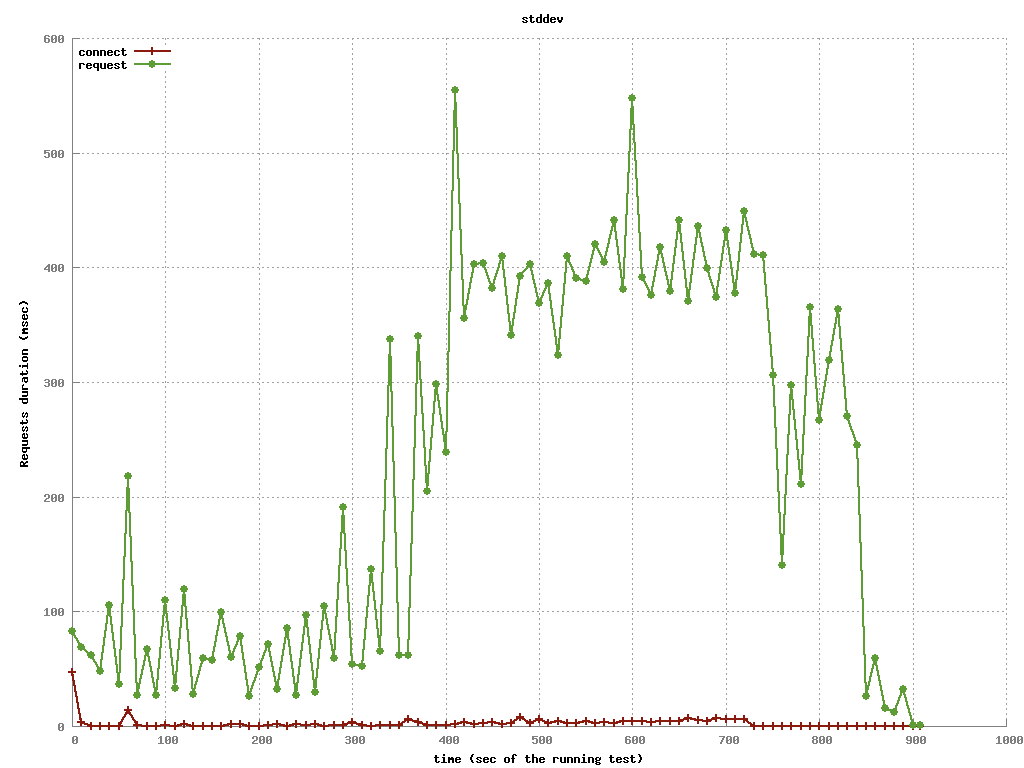 stddev
600
connect
request
500
400
300
200
100
0
0 100 200 300 400 500 600 700 800 900 1000
time (sec of the running test)
Requests duration (msec)